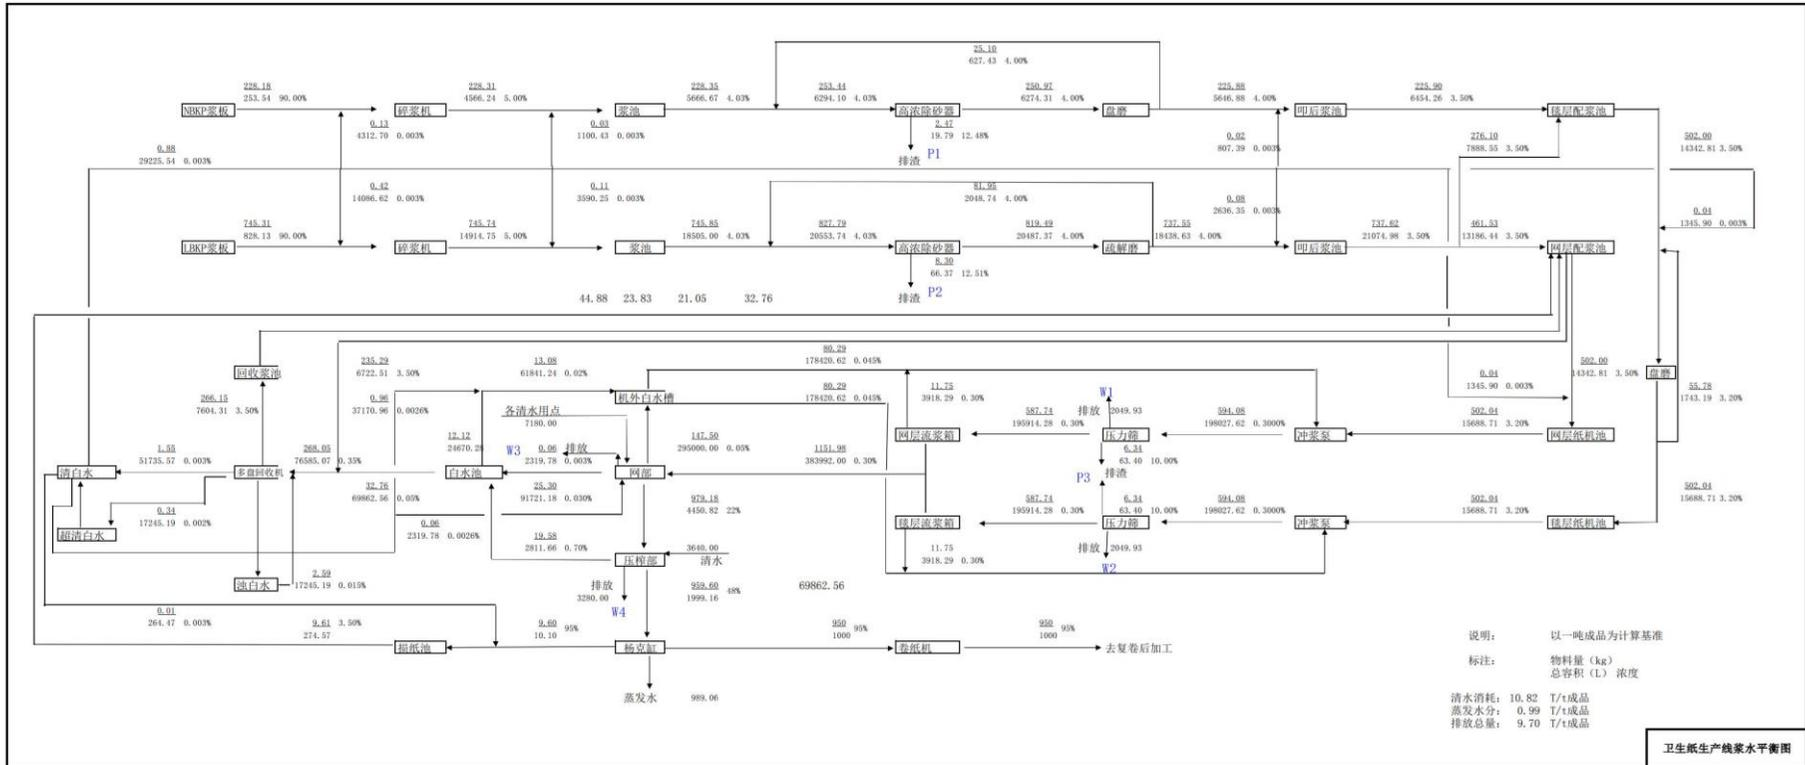 25.10
627.43 4.00%
228.18
253.54 90.00%
228.31
4566.24 5.00%
228.35
5666.67 4.03%
253.44
6294.10 4.03%
250.97
6274.31 4.00%
225.88
5646.88 4.00%
225.90
6454.26 3.50%
NBKP浆板
碎浆机
浆池
高浓除砂器
盘磨
叩后浆池
毯层配浆池
0.13
4312.70 0.003%
0.03
1100.43 0.003%
2.47
19.79 12.48%
排渣
P1
0.02
807.39 0.003%
276.10
7888.55 3.50%
502.00
14342.81 3.50%
0.88
29225.54 0.003%
0.42
14086.62 0.003%
0.11
3590.25 0.003%
81.95
2048.74 4.00%
0.08
2636.35 0.003%
0.04
1345.90 0.003%
745.31
828.13 90.00%
745.74
14914.75 5.00%
745.85
18505.00 4.03%
827.79
20553.74 4.03%
819.49
20487.37 4.00%
737.55
18438.63 4.00%
737.62
21074.98 3.50%
461.53
13186.44 3.50%
LBKP浆板
碎浆机
浆池
高浓除砂器
疏解磨
叩后浆池
网层配浆池
8.30
66.37 12.51%
排渣
P2
44.88 23.83 21.05 32.76
235.29
6722.51 3.50%
13.08
61841.24 0.02%
80.29
178420.62 0.045%
502.00
14342.81 3.50%
回收浆池
盘磨
0.04
1345.90 0.003%
55.78
1743.19 3.20%
266.15
7604.31 3.50%
0.96
37170.96 0.0026%
机外白水槽
80.29
178420.62 0.045%
11.75
3918.29 0.30%
W1
排放 2049.93
各清水用点
7180.00
587.74
195914.28 0.30%
594.08
198027.62 0.3000%
502.04
15688.71 3.20%
网层流浆箱
压力筛
冲浆泵
网层纸机池
12.12
24670.28
W3
0.06
2319.78 0.003%
排放
147.50
295000.00 0.05%
1151.98
383992.00 0.30%
6.34
63.40 10.00%
排渣
P3
1.55
51735.57 0.003%
268.05
76585.07 0.35%
清白水
多盘回收机
白水池
网部
32.76
69862.56 0.05%
25.30
91721.18 0.030%
979.18
4450.82 22%
587.74
195914.28 0.30%
6.34
63.40 10.00%
594.08
198027.62 0.3000%
502.04
15688.71 3.20%
502.04
15688.71 3.20%
0.34
17245.19 0.002%
超清白水
0.06
2319.78 0.0026%
毯层流浆箱
压力筛
冲浆泵
毯层纸机池
19.58
2811.66 0.70%
压榨部
3640.00
清水
11.75
3918.29 0.30%
排放 2049.93
W2
浊白水
2.59
17245.19 0.015%
排放
3280.00
W4
959.60
1999.16 48%
69862.56
0.01
264.47 0.003%
9.61 3.50%
274.57
9.60
10.10 95%
950
1000 95%
950
1000 95%
损纸池
杨克缸
卷纸机
去复卷后加工
蒸发水 989.06
说明： 以一吨成品为计算基准
标注： 物料量（kg）
总容积（L） 浓度
清水消耗： 10.82 T/t成品
蒸发水分： 0.99 T/t成品
排放总量： 9.70 T/t成品
卫生纸生产线浆水平衡图